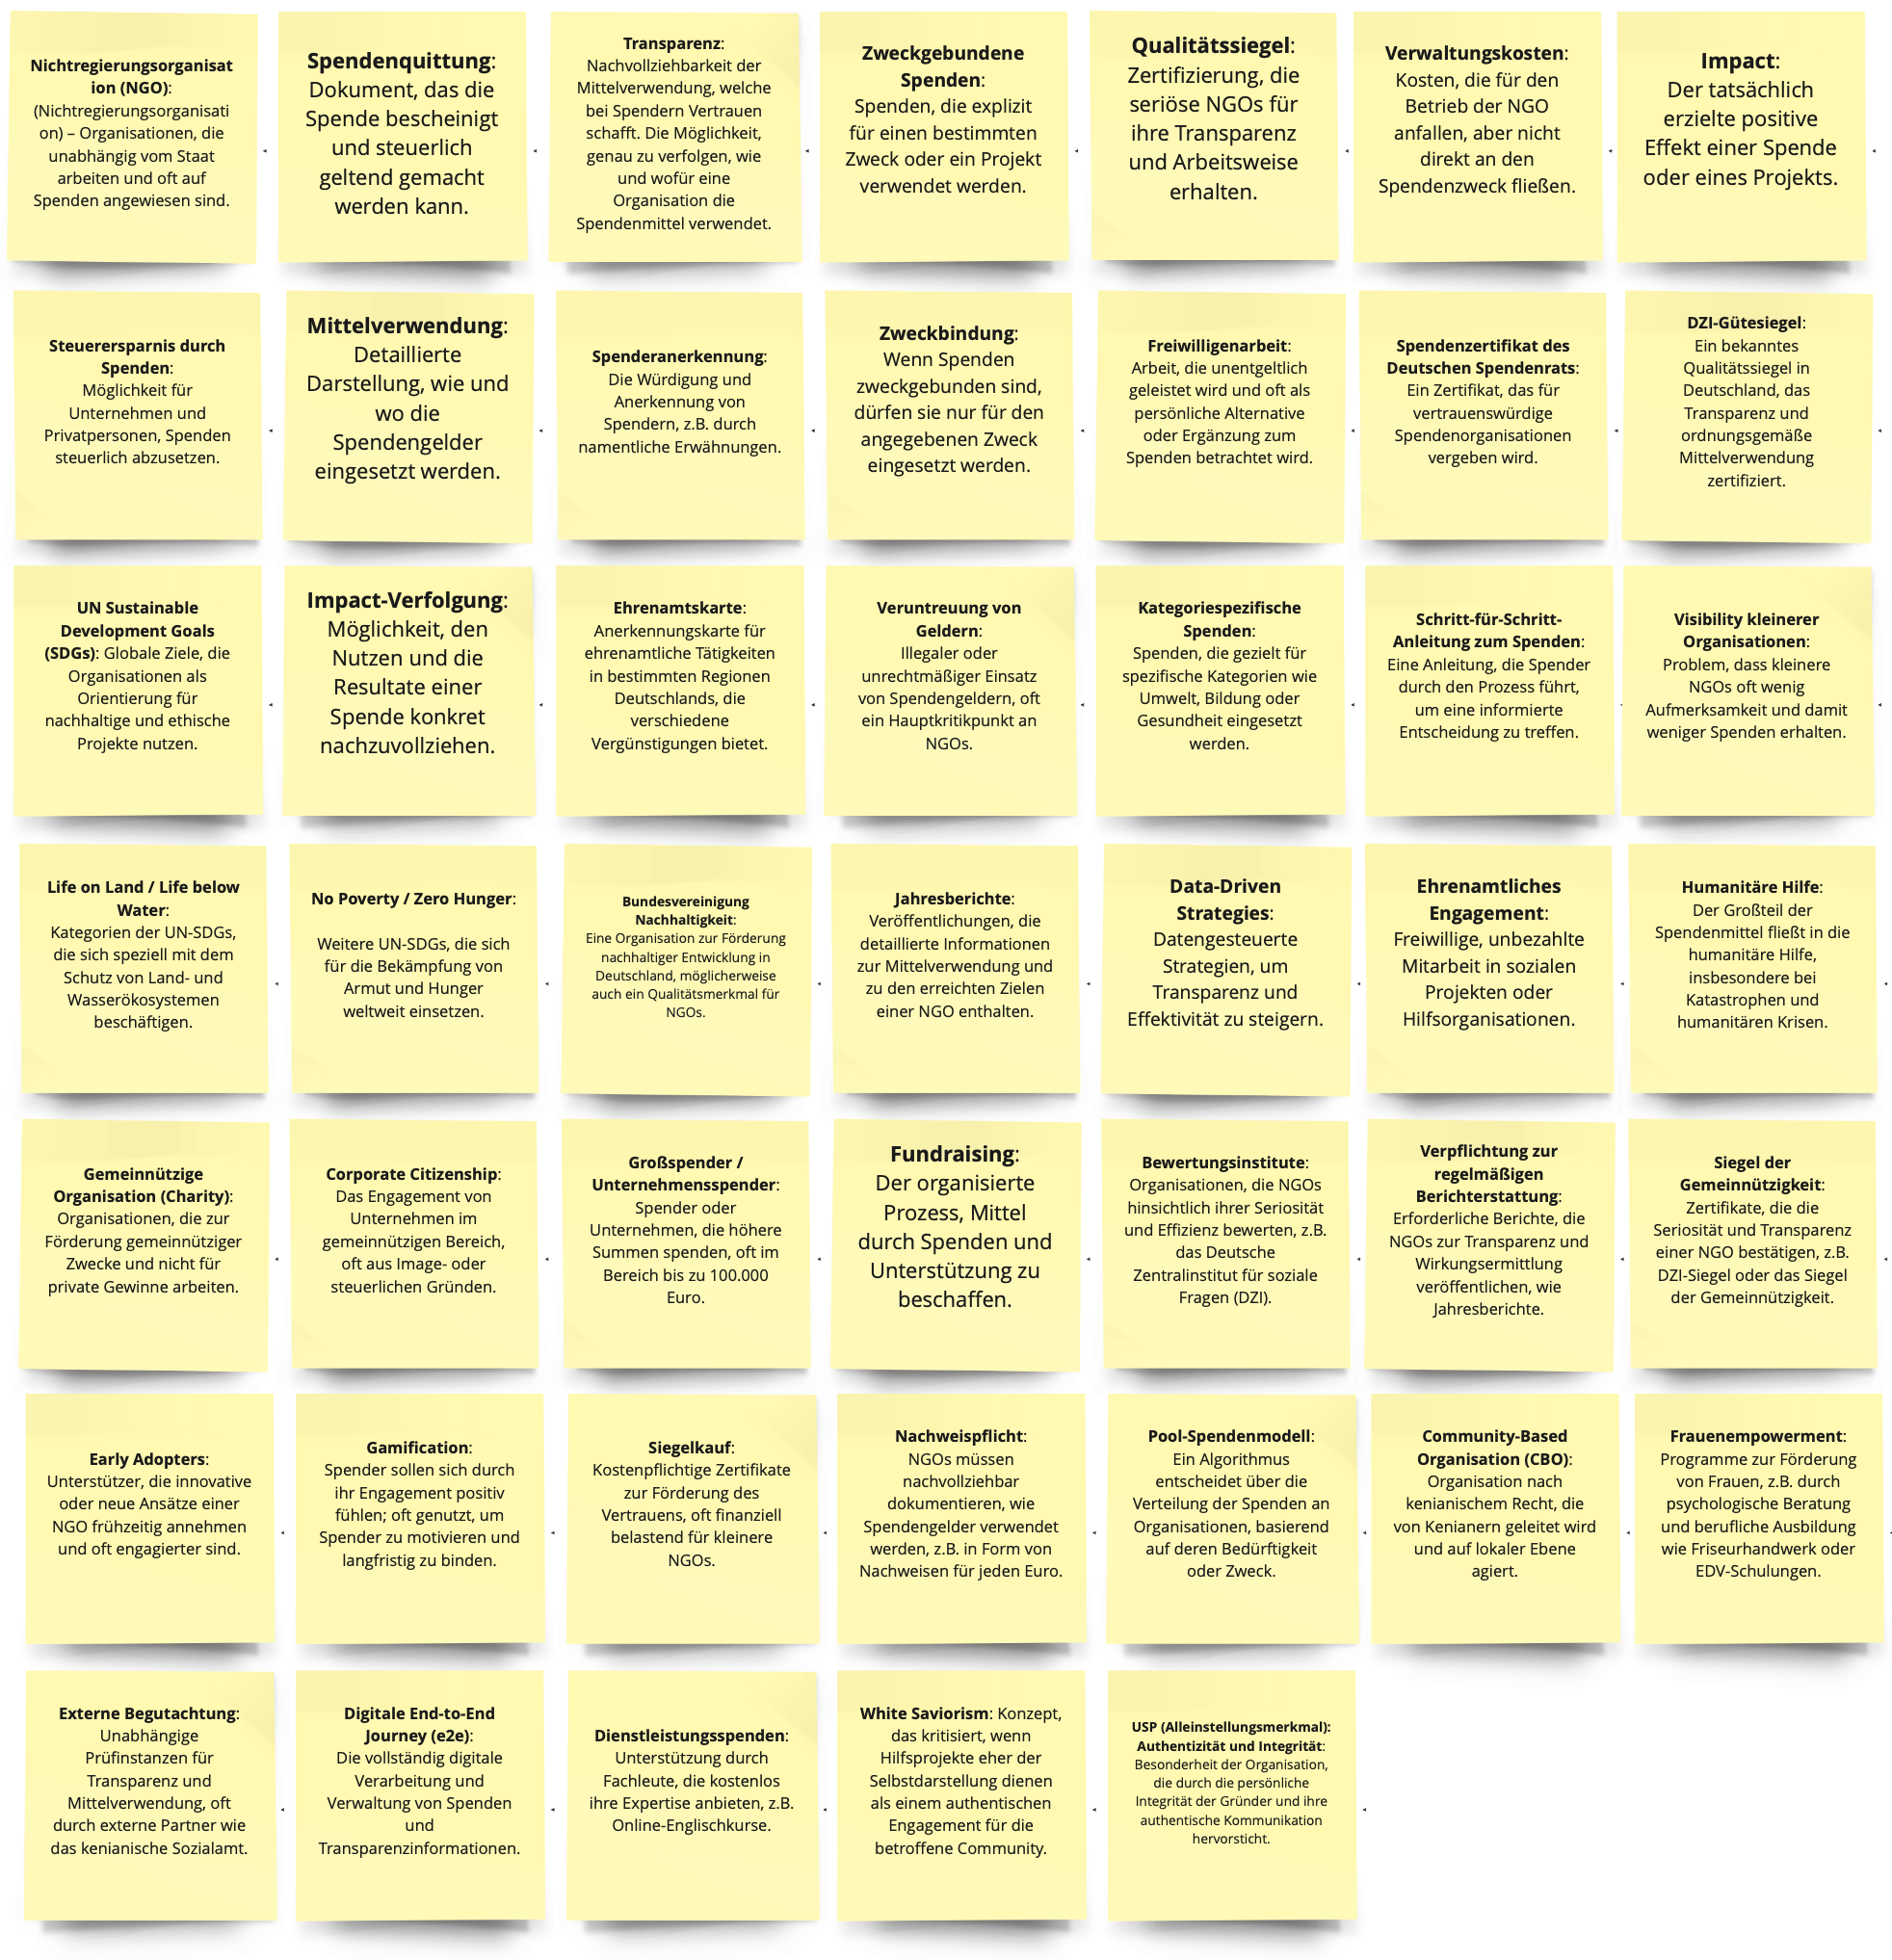 Nichtregierungsorganisat
ion (NGO):
(Nichtregierungsorganisati
on) – Organisationen, die
unabhängig vom Staat
arbeiten und oft auf
Spenden angewiesen sind.
Spendenquittung:
Dokument, das die
Spende bescheinigt
und steuerlich
geltend gemacht
werden kann.
Transparenz:
Nachvollziehbarkeit der
Mittelverwendung, welche
bei Spendern Vertrauen
schafft. Die Möglichkeit,
genau zu verfolgen, wie
und wofür eine
Organisation die
Spendenmittel verwendet.
Zweckgebundene
Spenden:
Spenden, die explizit
für einen bestimmten
Zweck oder ein Projekt
verwendet werden.
Qualitätssiegel:
Zertifizierung, die
seriöse NGOs für
ihre Transparenz
und Arbeitsweise
erhalten.
Verwaltungskosten:
Kosten, die für den
Betrieb der NGO
anfallen, aber nicht
direkt an den
Spendenzweck fließen.
Impact:
Der tatsächlich
erzielte positive
Effekt einer Spende
oder eines Projekts.
Steuerersparnis durch
Spenden:
Möglichkeit für
Unternehmen und
Privatpersonen, Spenden
steuerlich abzusetzen.
Mittelverwendung:
Detaillierte
Darstellung, wie und
wo die
Spendengelder
eingesetzt werden.
Spenderanerkennung:
Die Würdigung und
Anerkennung von
Spendern, z.B. durch
namentliche Erwähnungen.
Zweckbindung:
Wenn Spenden
zweckgebunden sind,
dürfen sie nur für den
angegebenen Zweck
eingesetzt werden.
Freiwilligenarbeit:
Arbeit, die unentgeltlich
geleistet wird und oft als
persönliche Alternative
oder Ergänzung zum
Spenden betrachtet wird.
Spendenzertifikat des
Deutschen Spendenrats:
Ein Zertifikat, das für
vertrauenswürdige
Spendenorganisationen
vergeben wird.
DZI-Gütesiegel:
Ein bekanntes
Qualitätssiegel in
Deutschland, das
Transparenz und
ordnungsgemäße
Mittelverwendung
zertifiziert.
UN Sustainable
Development Goals
(SDGs): Globale Ziele, die
Organisationen als
Orientierung für
nachhaltige und ethische
Projekte nutzen.
Impact-Verfolgung:
Möglichkeit, den
Nutzen und die
Resultate einer
Spende konkret
nachzuvollziehen.
Ehrenamtskarte:
Anerkennungskarte für
ehrenamtliche Tätigkeiten
in bestimmten Regionen
Deutschlands, die
verschiedene
Vergünstigungen bietet.
Veruntreuung von
Geldern:
Illegaler oder
unrechtmäßiger Einsatz
von Spendengeldern, oft
ein Hauptkritikpunkt an
NGOs.
Kategoriespezifische
Spenden:
Spenden, die gezielt für
spezifische Kategorien wie
Umwelt, Bildung oder
Gesundheit eingesetzt
werden.
Schritt-für-Schritt-
Anleitung zum Spenden:
Eine Anleitung, die Spender
durch den Prozess führt,
um eine informierte
Entscheidung zu treffen.
Visibility kleinerer
Organisationen:
Problem, dass kleinere
NGOs oft wenig
Aufmerksamkeit und damit
weniger Spenden erhalten.
Life on Land / Life below
Water:
Kategorien der UN-SDGs,
die sich speziell mit dem
Schutz von Land- und
Wasserökosystemen
beschäftigen.
No Poverty / Zero Hunger:
Weitere UN-SDGs, die sich
für die Bekämpfung von
Armut und Hunger
weltweit einsetzen.
Bundesvereinigung
Nachhaltigkeit:
Eine Organisation zur Förderung
nachhaltiger Entwicklung in
Deutschland, möglicherweise
auch ein Qualitätsmerkmal für
NGOs.
Jahresberichte:
Veröffentlichungen, die
detaillierte Informationen
zur Mittelverwendung und
zu den erreichten Zielen
einer NGO enthalten.
Data-Driven
Strategies:
Datengesteuerte
Strategien, um
Transparenz und
Effektivität zu steigern.
Ehrenamtliches
Engagement:
Freiwillige, unbezahlte
Mitarbeit in sozialen
Projekten oder
Hilfsorganisationen.
Humanitäre Hilfe:
Der Großteil der
Spendenmittel fließt in die
humanitäre Hilfe,
insbesondere bei
Katastrophen und
humanitären Krisen.
Gemeinnützige
Organisation (Charity):
Organisationen, die zur
Förderung gemeinnütziger
Zwecke und nicht für
private Gewinne arbeiten.
Corporate Citizenship:
Das Engagement von
Unternehmen im
gemeinnützigen Bereich,
oft aus Image- oder
steuerlichen Gründen.
Großspender /
Unternehmensspender:
Spender oder
Unternehmen, die höhere
Summen spenden, oft im
Bereich bis zu 100.000
Euro.
Fundraising:
Der organisierte
Prozess, Mittel
durch Spenden und
Unterstützung zu
beschaffen.
Bewertungsinstitute:
Organisationen, die NGOs
hinsichtlich ihrer Seriosität
und Effizienz bewerten, z.B.
das Deutsche
Zentralinstitut für soziale
Fragen (DZI).
Verpflichtung zur
regelmäßigen
Berichterstattung:
Erforderliche Berichte, die
NGOs zur Transparenz und
Wirkungsermittlung
veröffentlichen, wie
Jahresberichte.
Siegel der
Gemeinnützigkeit:
Zertifikate, die die
Seriosität und Transparenz
einer NGO bestätigen, z.B.
DZI-Siegel oder das Siegel
der Gemeinnützigkeit.
Early Adopters:
Unterstützer, die innovative
oder neue Ansätze einer
NGO frühzeitig annehmen
und oft engagierter sind.
Gamification:
Spender sollen sich durch
ihr Engagement positiv
fühlen; oft genutzt, um
Spender zu motivieren und
langfristig zu binden.
Siegelkauf:
Kostenpflichtige Zertifikate
zur Förderung des
Vertrauens, oft finanziell
belastend für kleinere
NGOs.
Nachweispflicht:
NGOs müssen
nachvollziehbar
dokumentieren, wie
Spendengelder verwendet
werden, z.B. in Form von
Nachweisen für jeden Euro.
Pool-Spendenmodell:
Ein Algorithmus
entscheidet über die
Verteilung der Spenden an
Organisationen, basierend
auf deren Bedürftigkeit
oder Zweck.
Community-Based
Organisation (CBO):
Organisation nach
kenianischem Recht, die
von Kenianern geleitet wird
und auf lokaler Ebene
agiert.
Frauenempowerment:
Programme zur Förderung
von Frauen, z.B. durch
psychologische Beratung
und berufliche Ausbildung
wie Friseurhandwerk oder
EDV-Schulungen.
Externe Begutachtung:
Unabhängige
Prüfinstanzen für
Transparenz und
Mittelverwendung, oft
durch externe Partner wie
das kenianische Sozialamt.
Digitale End-to-End
Journey (e2e):
Die vollständig digitale
Verarbeitung und
Verwaltung von Spenden
und
Transparenzinformationen.
Dienstleistungsspenden:
Unterstützung durch
Fachleute, die kostenlos
ihre Expertise anbieten, z.B.
Online-Englischkurse.
White Saviorism: Konzept,
das kritisiert, wenn
Hilfsprojekte eher der
Selbstdarstellung dienen
als einem authentischen
Engagement für die
betroffene Community.
USP (Alleinstellungsmerkmal):
Authentizität und Integrität:
Besonderheit der Organisation,
die durch die persönliche
Integrität der Gründer und ihre
authentische Kommunikation
hervorsticht.